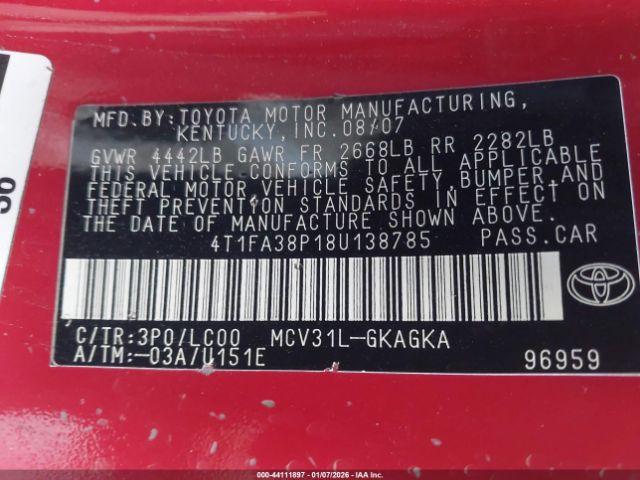 MFD.BY:TOYOTA MOTOR MANUFACTURING,
KENTUCKY,INC.08/07
GVWR 4442LB GAWR FR 2668LB RR 2282LB
THIS VEHICLE CONFORMS TO ALL APPLICABLE
FEDERAL MOTOR VEHICLE SAFETY,BUMPER,AND
THEFT PREVENTION STANDARDS IN EFFECT ON
THE DATE OF MANUFACTURE SHOWN ABOVE.
4T1FA38P18U138785 PASS.CAR
C/TR:3P0/LC00 MCV31L-GKAGKA
A/TM:-03A/U151E 96959
TOYOTA
000-44111897 | 01/07/2026 | IAA Inc.